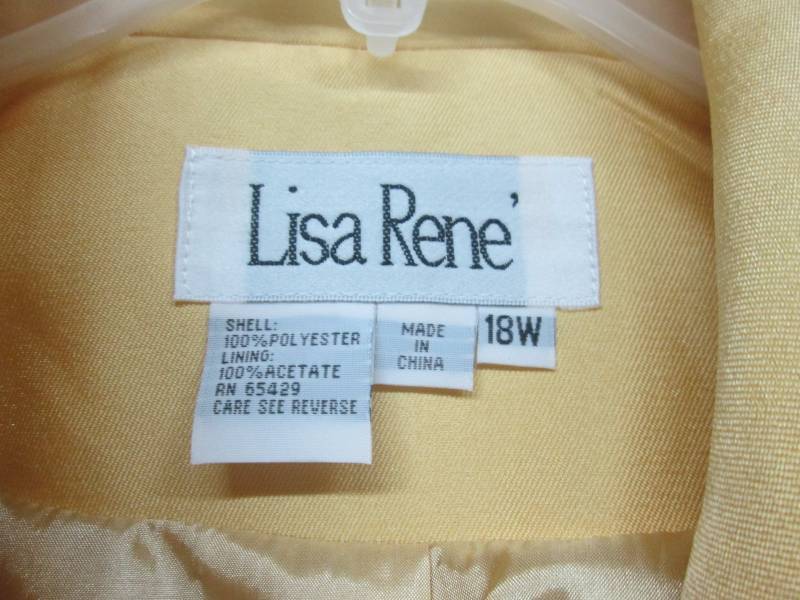 Lisa Rene'
SHELL:
100%POLYESTER
LINING:
100%ACETATE
RN 65429
CARE SEE REVERSE
MADE
IN
CHINA
18W